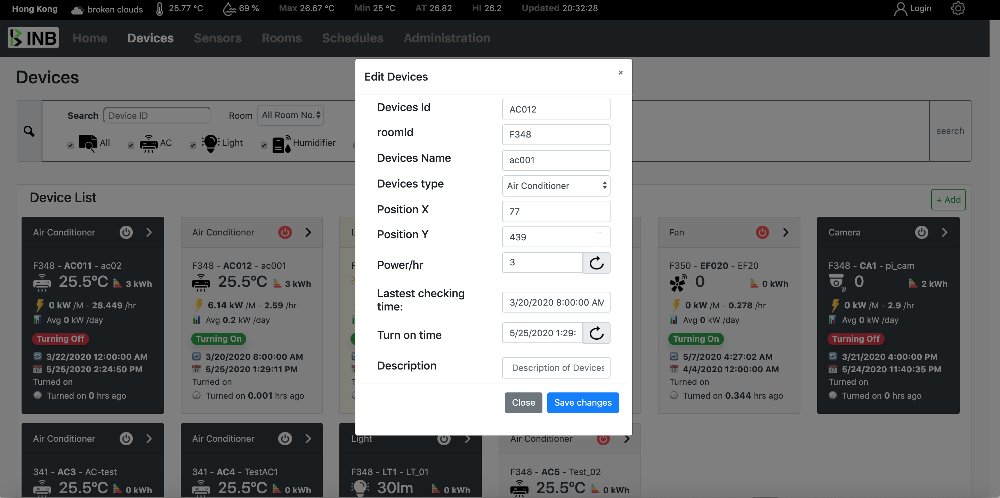 Hong Kong broken clouds 25.77 °C 69 % Max 26.67 °C Min 25 °C AT 26.82 HI 26.2 Updated 20:32:28 Login
INB Home Devices Sensors Rooms Schedules Administration
Devices
Search Device ID Room All Room No.
All AC Light Humidifier
search
Device List
+ Add
Edit Devices ×
Devices Id AC012
roomId F348
Devices Name ac001
Devices type Air Conditioner
Position X 77
Position Y 439
Power/hr 3
Lastest checking
time: 3/20/2020 8:00:00 AM
Turn on time 5/25/2020 1:29:
Description Description of Devices
Close Save changes
Air Conditioner
F348 - AC011 - ac02
25.5°C 3 kWh
0 kW /M - 28.449 /hr
Avg 0 kW /day
Turning Off
3/22/2020 12:00:00 AM
17 5/25/2020 2:24:50 PM
Turned on
Turned on 0 hrs ago
Air Conditioner
F348 - AC012 - ac001
25.5°C 3 kWh
6.14 kW /M - 2.59 /hr
Avg 0.2 kW /day
Turning On
3/20/2020 8:00:00 AM
17 5/25/2020 1:29:11 PM
Turned on
Turned on 0.001 hrs ago
L
F
T
Fan
F350 - EF020 - EF20
0 0 kWh
0 kW /M - 0.278 /hr
Avg 0 kW /day
Turning On
5/7/2020 4:27:02 AM
17 4/4/2020 12:00:00 AM
Turned on
Turned on 0.344 hrs ago
Camera
F348 - CA1 - pi_cam
0 2 kWh
0 kW /M - 2.9 /hr
Avg 0 kW /day
Turning Off
3/21/2020 4:00:00 PM
17 5/24/2020 11:40:35 PM
Turned on
Turned on 0 hrs ago
Air Conditioner
341 - AC3 - AC-test
25.5°C 0 kWh
Air Conditioner
341 - AC4 - TestAC1
25.5°C 0 kWh
Light
F348 - LT1 - LT_01
30lm 0 kWh
Air Conditioner
F348 - AC5 - Test_02
25.5°C 0 kWh